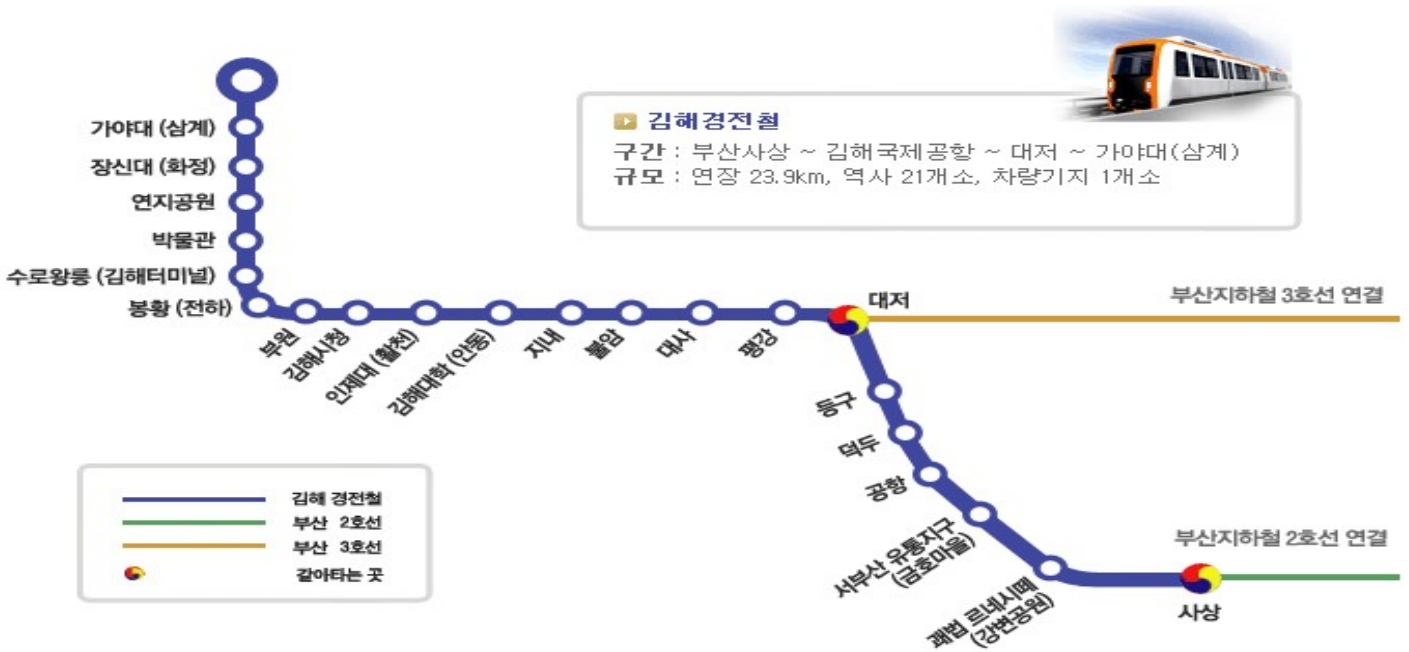 김해경전철
구간 : 부산사상 ~ 김해국제공항 ~ 대저 ~ 가야대(삼계)
규모 : 연장 23.9km, 역사 21개소, 차량기지 1개소
가야대 (삼계)
장신대 (화정)
연지공원
박물관
수로왕릉 (김해터미널)
봉황 (전하)
부원
김해시청
인제대 (활천)
김해대학 (안동)
지내
불암
대사
평강
대저
부산지하철 3호선 연결
등구
덕두
공항
서부산 유통지구
(금호마을)
괘법 르네시떼
(강변공원)
사상
부산지하철 2호선 연결
김해 경전철
부산 2호선
부산 3호선
갈아타는 곳